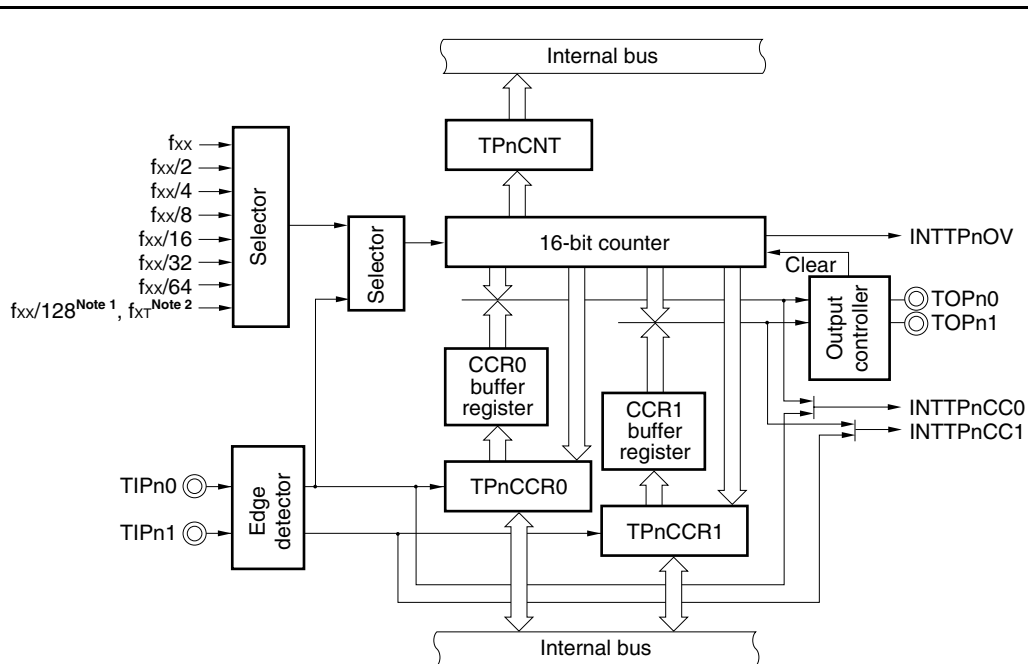 Internal bus
TPnCNT
fxx
fxx/2
fxx/4
fxx/8
fxx/16
fxx/32
fxx/64
fxx/128Note 1, fxTNote 2
Selector
Selector
16-bit counter
INTTPnOV
Clear
TOPn0
TOPn1
Output
controller
CCR0
buffer
register
CCR1
buffer
register
INTTPnCC0
INTTPnCC1
TIPn0
TIPn1
Edge
detector
TPnCCR0
TPnCCR1
Internal bus